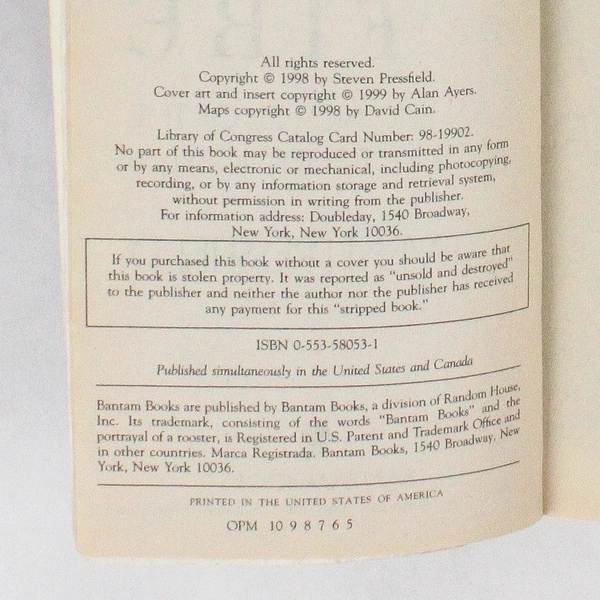 All rights reserved.
Copyright © 1998 by Steven Pressfield.
Cover art and insert copyright © 1999 by Alan Ayers.
Maps copyright © 1998 by David Cain.
Library of Congress Catalog Card Number: 98-19902.
No part of this book may be reproduced or transmitted in any form
or by any means, electronic or mechanical, including photocopying,
recording, or by any information storage and retrieval system,
without permission in writing from the publisher.
For information address: Doubleday, 1540 Broadway,
New York, New York 10036.
If you purchased this book without a cover you should be aware that
this book is stolen property. It was reported as "unsold and destroyed"
to the publisher and neither the author nor the publisher has received
any payment for this "stripped book."
ISBN 0-553-58053-1
Published simultaneously in the United States and Canada
Bantam Books are published by Bantam Books, a division of Random House,
Inc. Its trademark, consisting of the words "Bantam Books" and the
portrayal of a rooster, is Registered in U.S. Patent and Trademark Office and
in other countries. Marca Registrada. Bantam Books, 1540 Broadway, New
York, New York 10036.
PRINTED IN THE UNITED STATES OF AMERICA
OPM 10 9 8 7 6 5